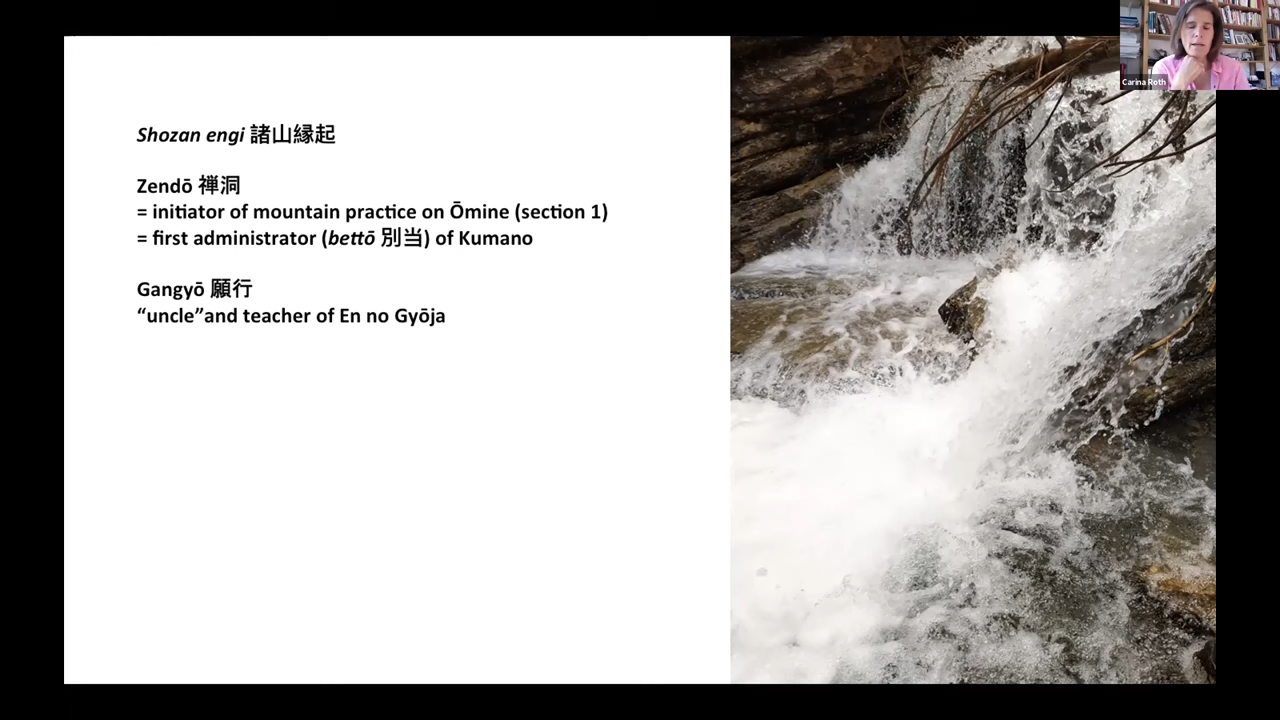 Shozan engi 諸山縁起
Zendō 禅洞
= initiator of mountain practice on Ōmine (section 1)
= first administrator (bettō 別当) of Kumano
Gangyō 願行
“uncle”and teacher of En no Gyōja
Carina Roth